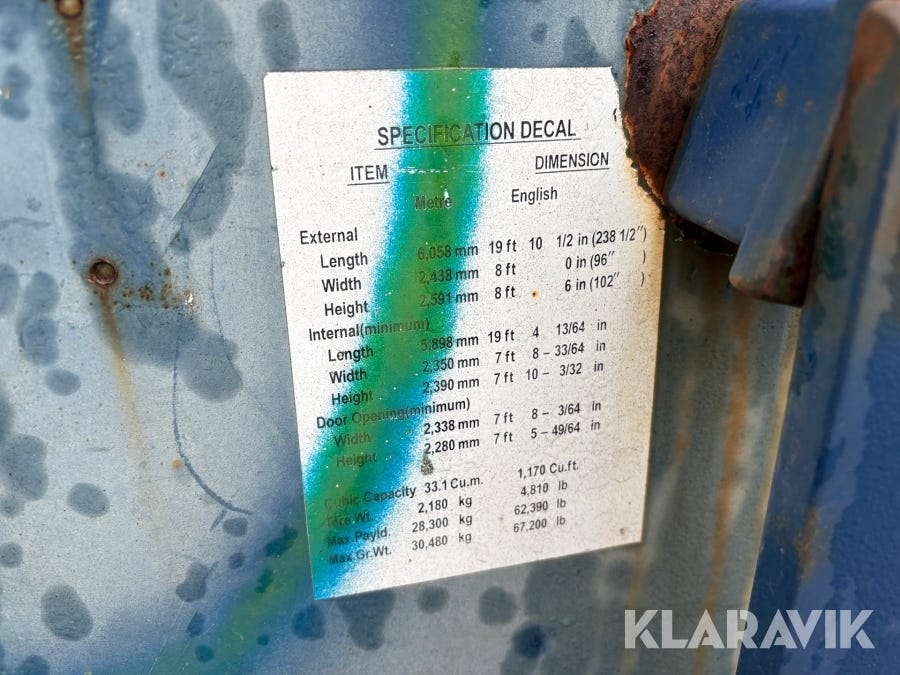 SPECIFICATION DECAL
ITEM DIMENSION
Metre English
External
Length 6,058 mm 19 ft 10 1/2 in (238 1/2″)
Width 2,438 mm 8 ft 0 in (96″ )
Height 2,591 mm 8 ft 6 in (102″ )
Internal(minimum)
Length 5,898 mm 19 ft 4 13/64 in
Width 2,350 mm 7 ft 8 – 33/64 in
Height 2,390 mm 7 ft 10 – 3/32 in
Door Opening(minimum)
Width 2,338 mm 7 ft 8 – 3/64 in
Height 2,280 mm 7 ft 5 – 49/64 in
Cubic Capacity 33.1 Cu.m. 1,170 Cu.ft.
Tere.Wt. 2,180 kg 4,810 lb
Max.Payld. 28,300 kg 62,390 lb
Max.Gr.Wt. 30,480 kg 67,200 lb
KLARAVIK